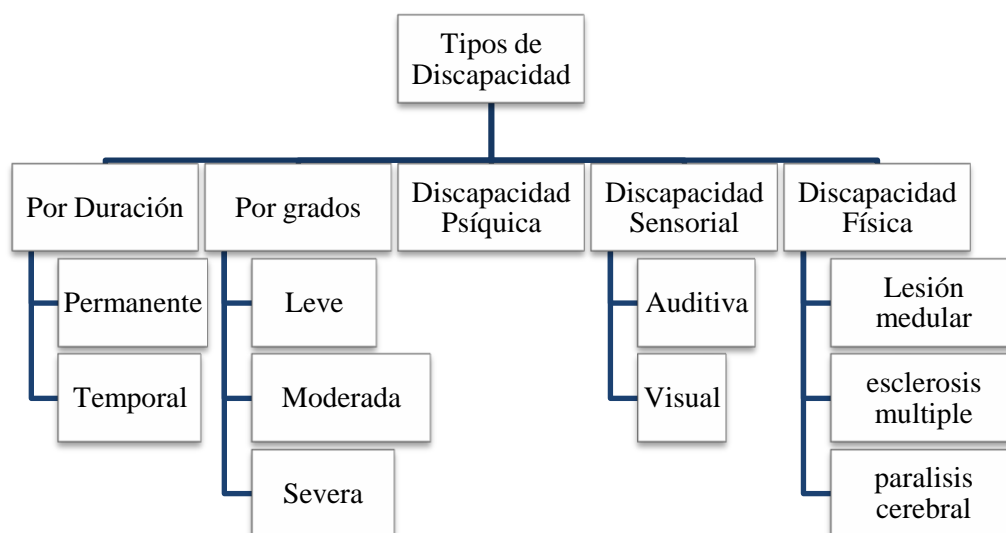 Tipos de
Discapacidad
Por Duración
Permanente
Temporal
Por grados
Leve
Moderada
Severa
Discapacidad
Psíquica
Discapacidad
Sensorial
Auditiva
Visual
Discapacidad
Física
Lesión
medular
esclerosis
multiple
paralisis
cerebral